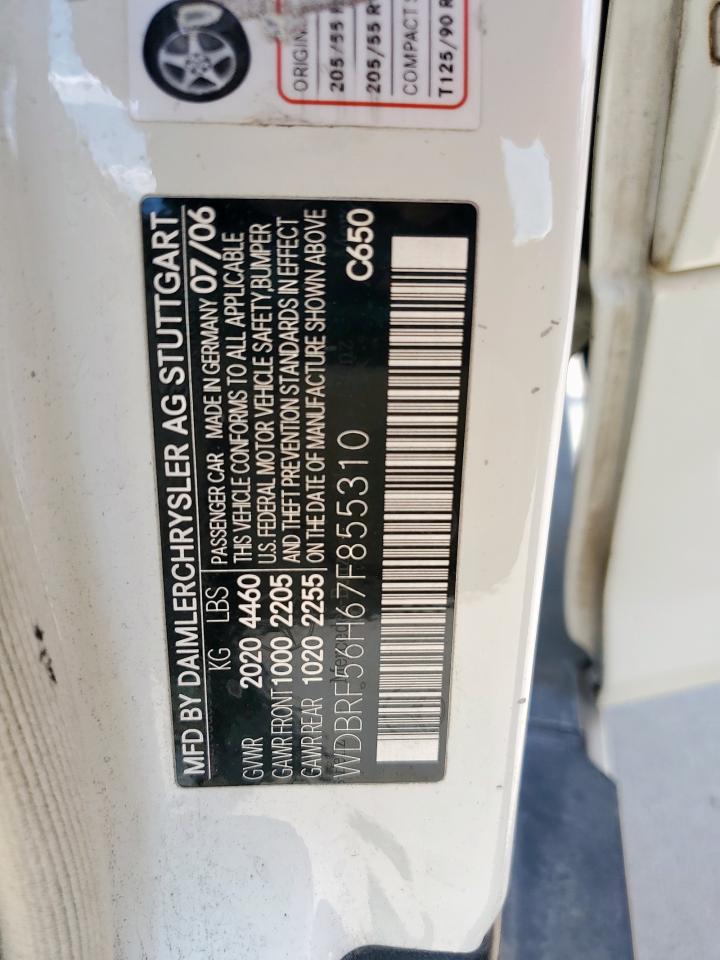 MFD BY DAIMLERCHRYSLER AG STUTTGART
KG LBS PASSENGER CAR MADE IN GERMANY 07/06
GVWR 2020 4460 THIS VEHICLE CONFORMS TO ALL APPLICABLE
GAWR FRONT 1000 2205 U.S. FEDERAL MOTOR VEHICLE SAFETY, BUMPER
GAWR REAR 1020 2255 AND THEFT PREVENTION STANDARDS IN EFFECT
ON THE DATE OF MANUFACTURE SHOWN ABOVE
WDBRF56H67F855310 C650
205/55 R
205/55 R
COMPACT
T125/90 R